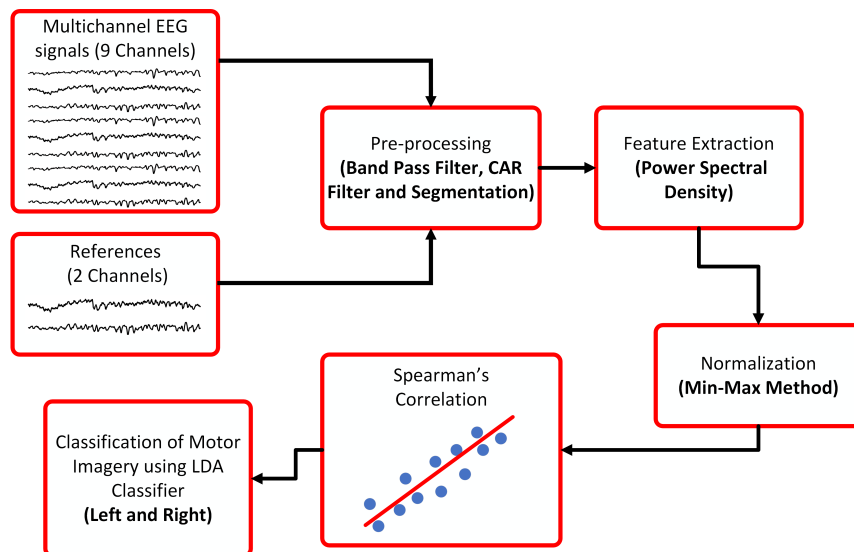 Multichannel EEG
signals (9 Channels)
References
(2 Channels)
Pre-processing
(Band Pass Filter, CAR
Filter and Segmentation)
Feature Extraction
(Power Spectral
Density)
Normalization
(Min-Max Method)
Spearman’s
Correlation
Classification of Motor
Imagery using LDA
Classifier
(Left and Right)